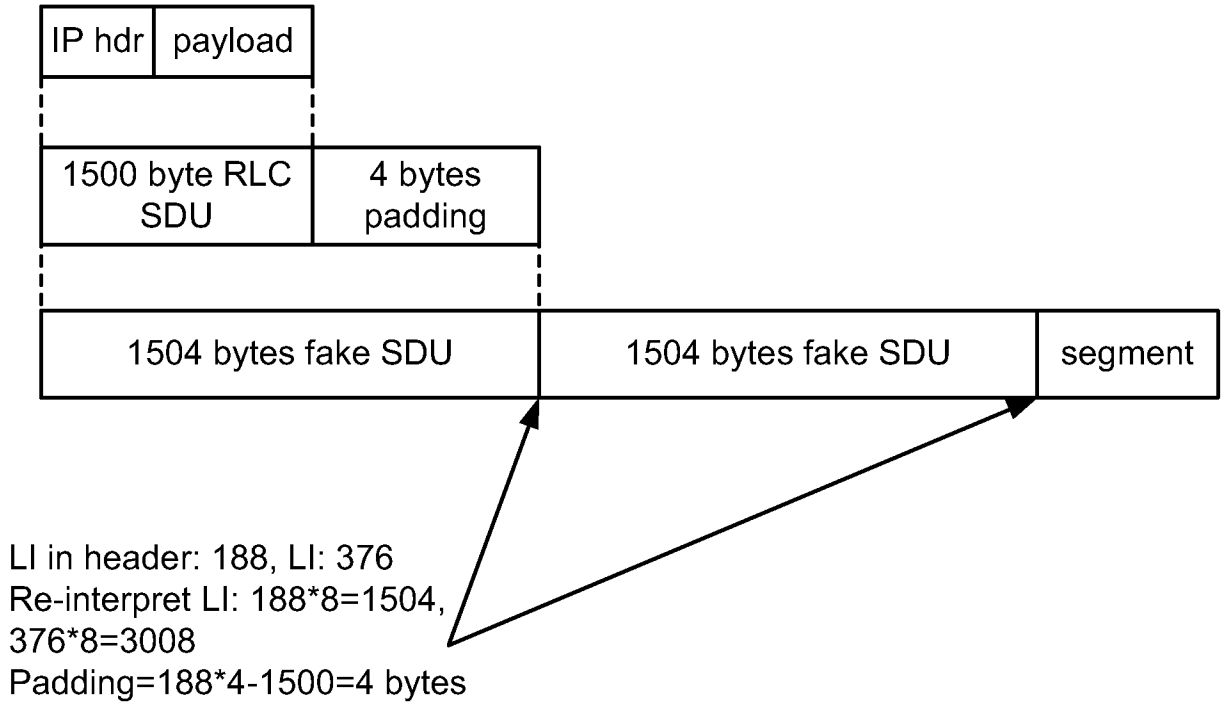 IP hdr payload
1500 byte RLC
SDU
4 bytes
padding
1504 bytes fake SDU 1504 bytes fake SDU segment
LI in header: 188, LI: 376
Re-interpret LI: 188*8=1504,
376*8=3008
Padding=188*4-1500=4 bytes